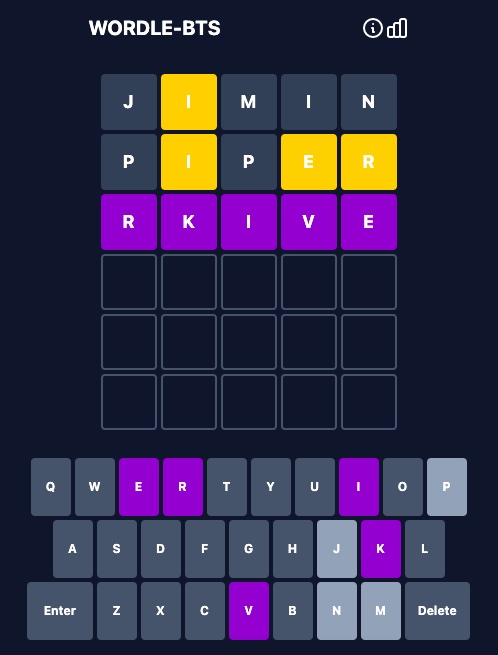 WORDLE-BTS
J I M I N
P I P E R
R K I V E
Q W E R T Y U I O P
A S D F G H J K L
Enter Z X C V B N M Delete